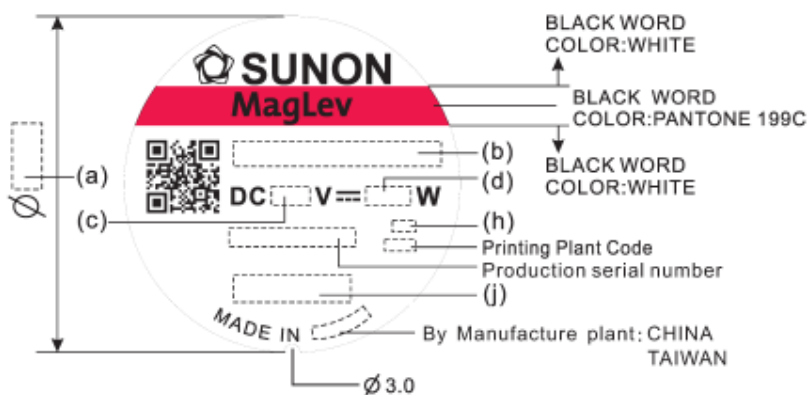 BLACK WORD
COLOR:WHITE
SUNON
MagLev
BLACK WORD
COLOR:PANTONE 199C
(a)
(b)
BLACK WORD
COLOR:WHITE
(c)
DC V W
(d)
(h)
Printing Plant Code
Production serial number
(j)
MADE IN
By Manufacture plant: CHINA
TAIWAN
Ø
Ø 3.0